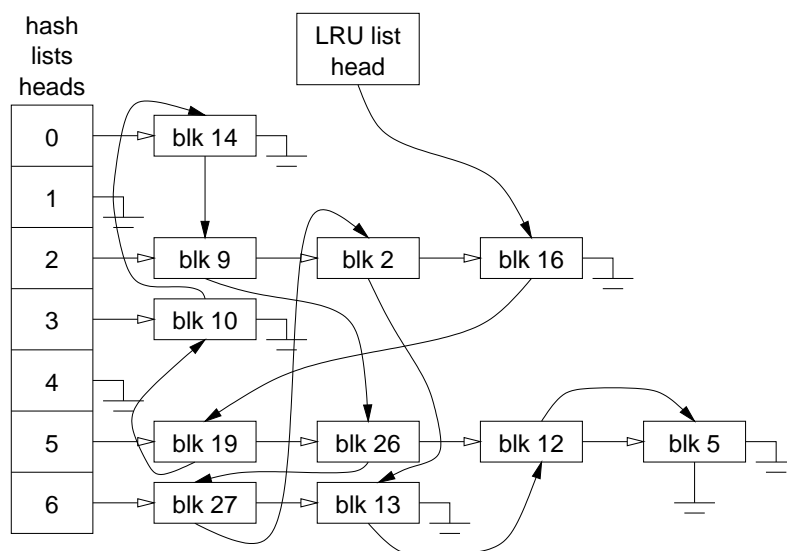 hash
lists
heads
LRU list
head
0
blk 14
1
2
blk 9
blk 2
blk 16
3
blk 10
4
5
blk 19
blk 26
blk 12
blk 5
6
blk 27
blk 13